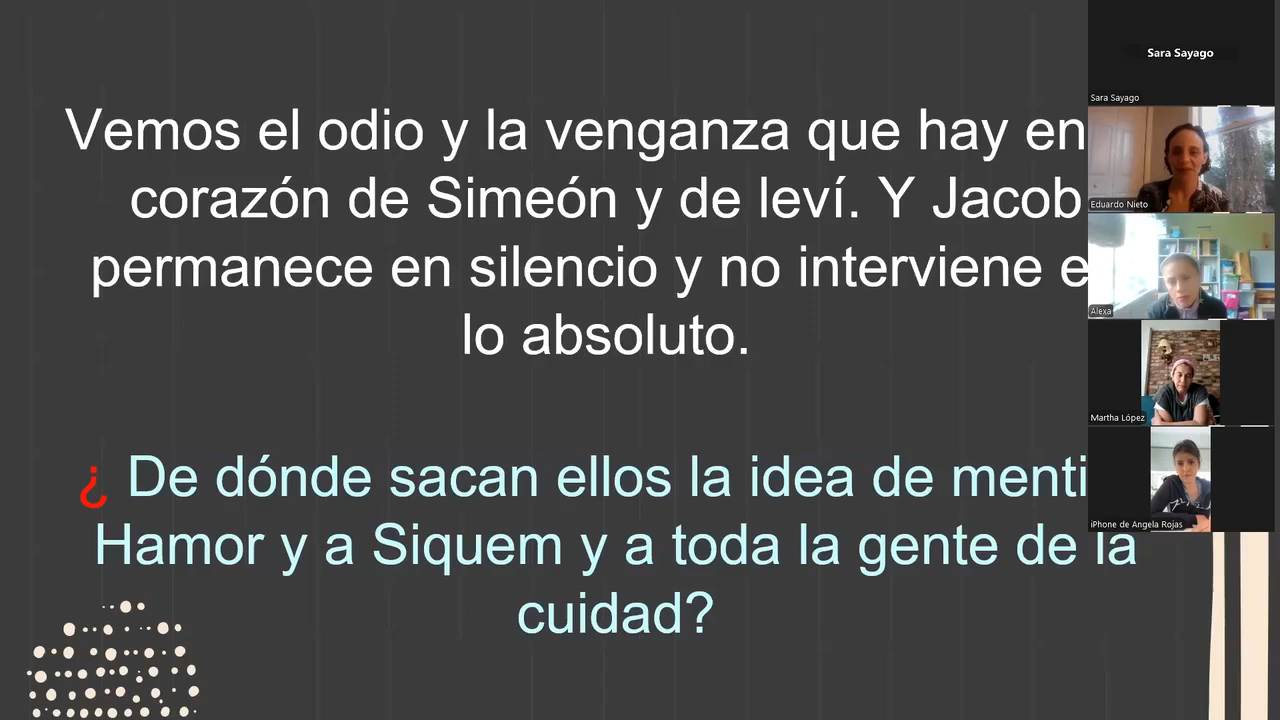 Vemos el odio y la venganza que hay en
corazón de Simeón y de leví. Y Jacob
permanece en silencio y no interviene e
lo absoluto.
¿ De dónde sacan ellos la idea de menti
Hamor y a Siquem y a toda la gente de la
cuidad?
Sara Sayago
Sara Sayago
Eduardo Nieto
Alexa
Martha López
iPhone de Angela Rojas